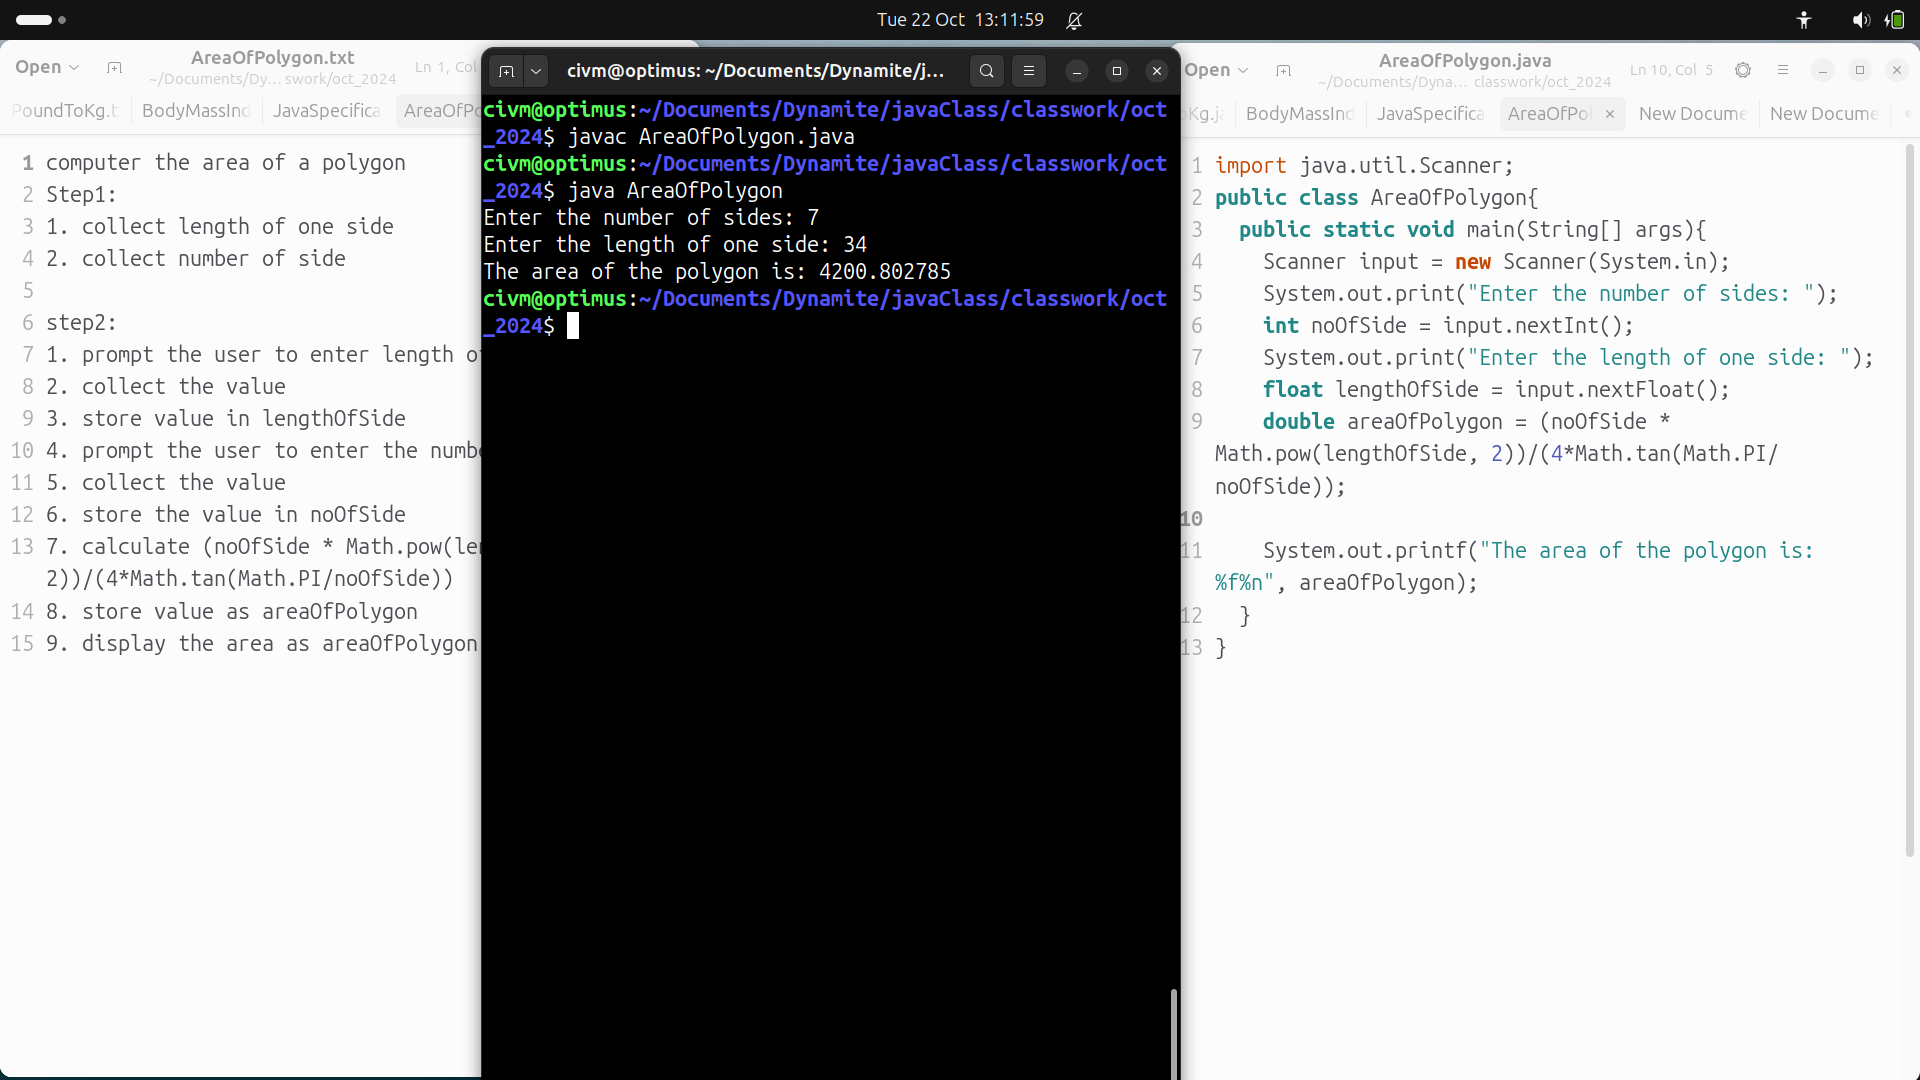 Tue 22 Oct 13:11:59
Open
AreaOfPolygon.txt
~/Documents/Dy… swork/oct_2024
Ln 1, Col
PoundToKg.t
BodyMassInd
JavaSpecifica
AreaOfPo
1 computer the area of a polygon
2 Step1:
3 1. collect length of one side
4 2. collect number of side
5
6 step2:
7 1. prompt the user to enter length o
8 2. collect the value
9 3. store value in lengthOfSide
10 4. prompt the user to enter the numb
11 5. collect the value
12 6. store the value in noOfSide
13 7. calculate (noOfSide * Math.pow(le
2))/(4*Math.tan(Math.PI/noOfSide))
14 8. store value as areaOfPolygon
15 9. display the area as areaOfPolygon
civm@optimus: ~/Documents/Dynamite/j…
civm@optimus:~/Documents/Dynamite/javaClass/classwork/oct
_2024$ javac AreaOfPolygon.java
civm@optimus:~/Documents/Dynamite/javaClass/classwork/oct
_2024$ java AreaOfPolygon
Enter the number of sides: 7
Enter the length of one side: 34
The area of the polygon is: 4200.802785
civm@optimus:~/Documents/Dynamite/javaClass/classwork/oct
_2024$
Open
AreaOfPolygon.java
~/Documents/Dyna… classwork/oct_2024
Ln 10, Col 5
oKg.ja
BodyMassInd
JavaSpecifica
AreaOfPol
New Docume
New Docume
1 import java.util.Scanner;
2 public class AreaOfPolygon{
3 public static void main(String[] args){
4 Scanner input = new Scanner(System.in);
5 System.out.print("Enter the number of sides: ");
6 int noOfSide = input.nextInt();
7 System.out.print("Enter the length of one side: ");
8 float lengthOfSide = input.nextFloat();
9 double areaOfPolygon = (noOfSide *
Math.pow(lengthOfSide, 2))/(4*Math.tan(Math.PI/
noOfSide));
10
11 System.out.printf("The area of the polygon is:
%f%n", areaOfPolygon);
12 }
13 }